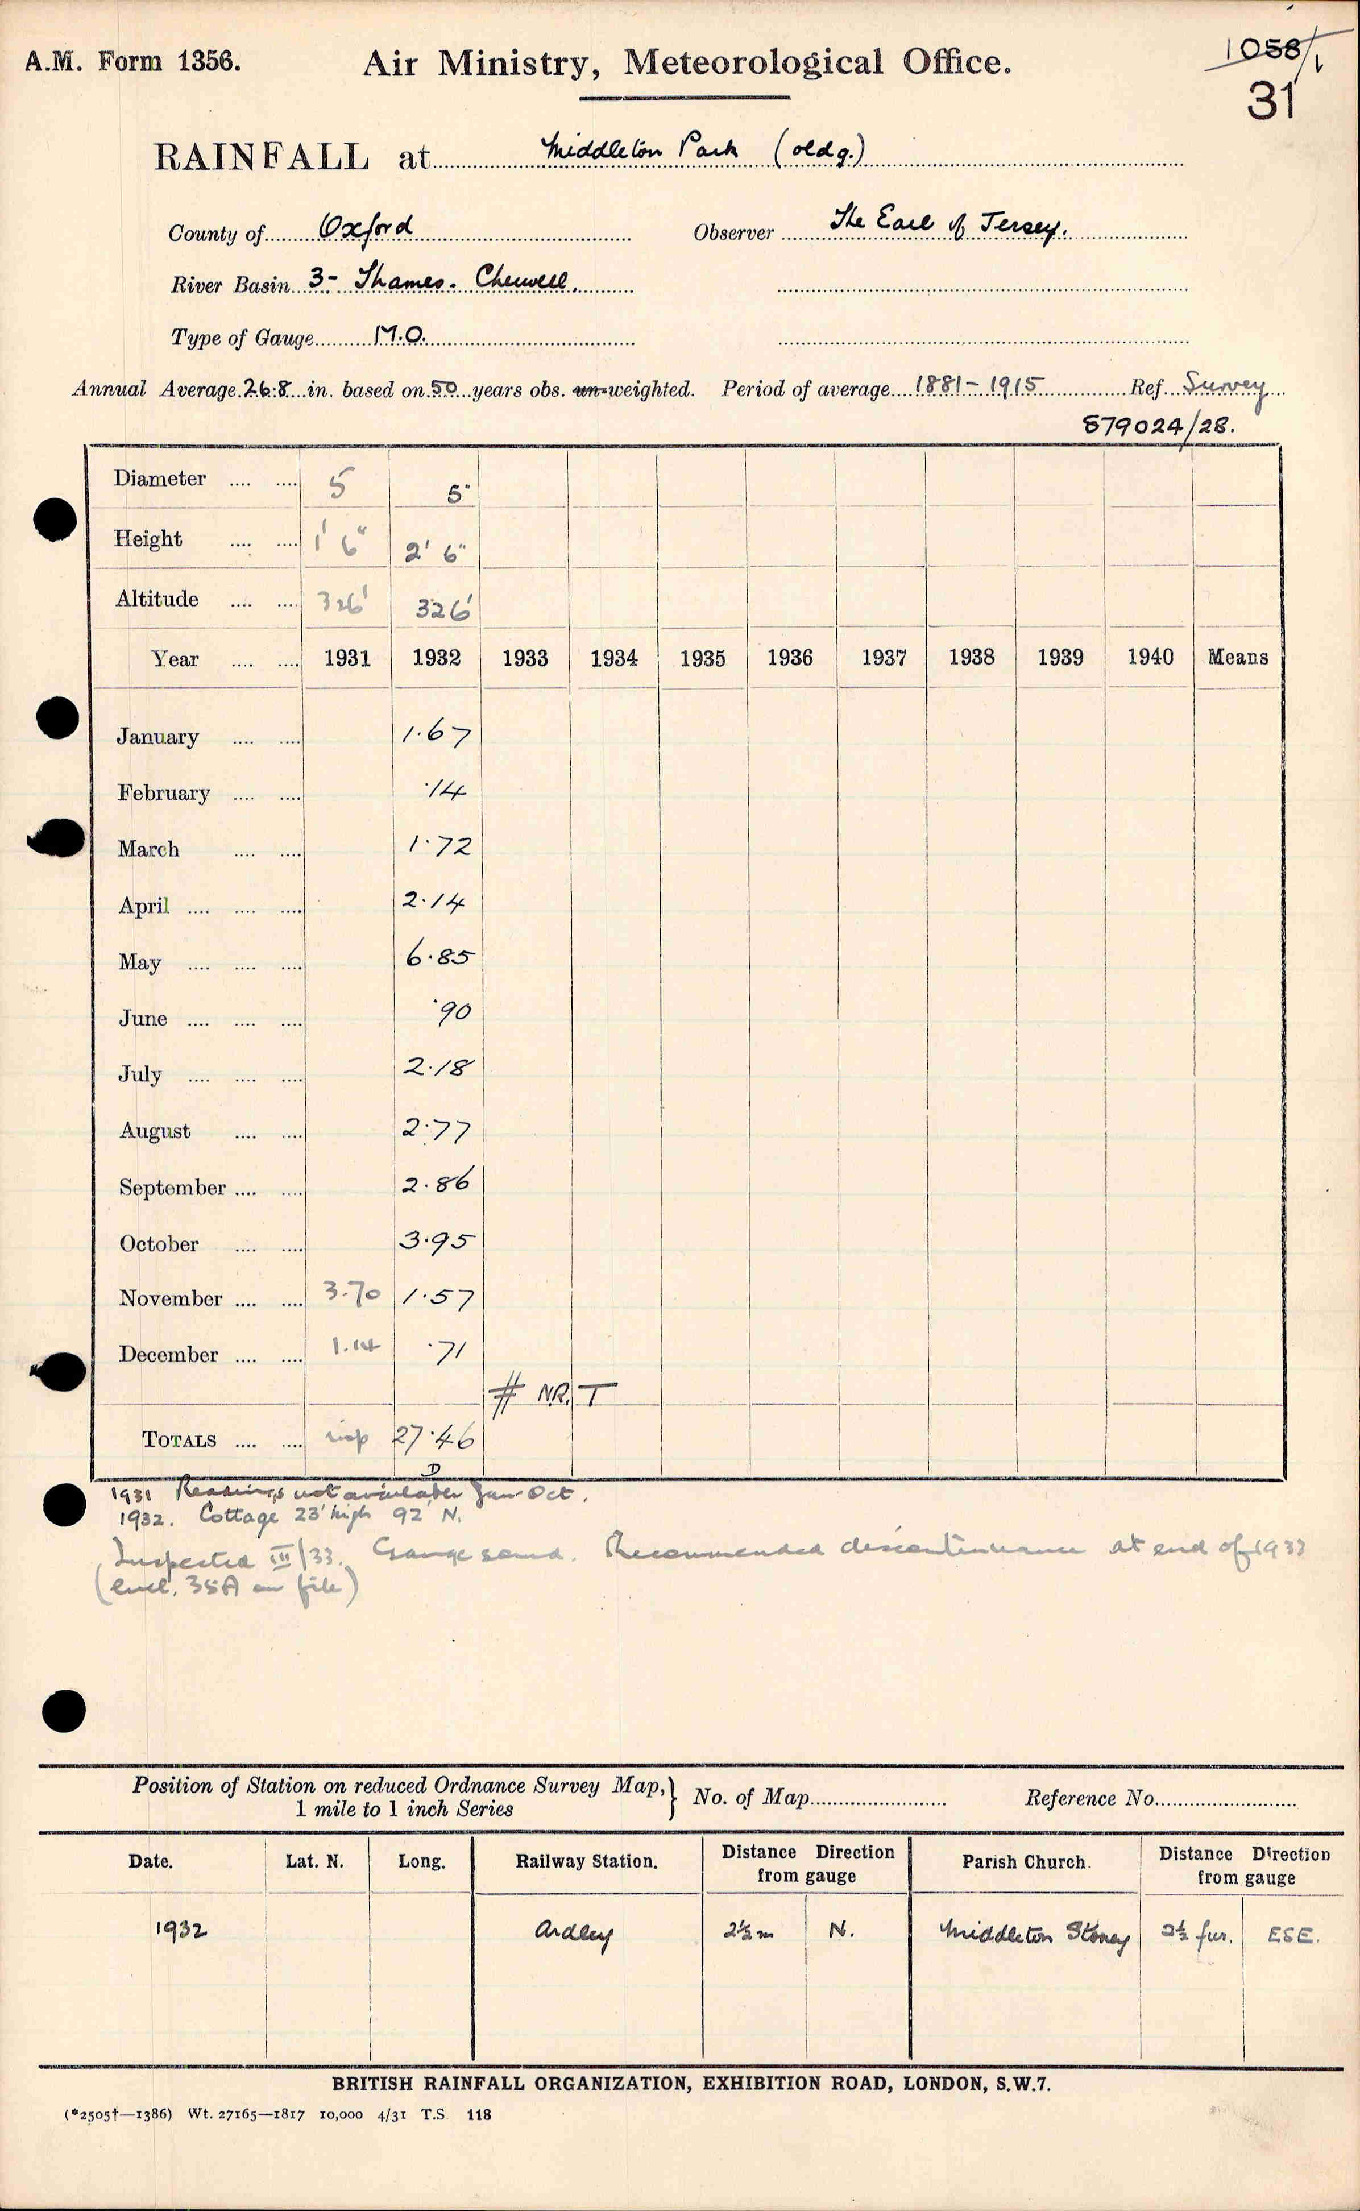 A.M. Form 1356.
Air Ministry, Meteorological Office.
1058/1
31
RAINFALL at Middleton Park (oldg.)
County of Oxford Observer The Earl of Jersey.
River Basin 3- Thames. Cherwell.
Type of Gauge M.O.
Annual Average 26.8 in. based on 50 years obs. un-weighted. Period of average 1881-1915 Ref. Survey
879024/28.
Diameter .... .... 5 5"
Height .... .... 1' 6" 2' 6"
Altitude .... .... 326' 326'
Year .... .... 1931 1932 1933 1934 1935 1936 1937 1938 1939 1940 Means
January .... .... 1.67
February .... .... .14
March .... .... 1.72
April .... .... .... 2.14
May .... .... .... 6.85
June .... .... .... .90
July .... .... .... 2.18
August .... .... 2.77
September .... .... 2.86
October .... .... 3.95
November .... .... 3.70 1.57
December .... .... 1.14 .71
# NR. T
TOTALS .... .... 27.46
D
1931 Readings not available Jan-Oct.
1932. Cottage 23' high 92' N.
Inspected III/33. Gauge sound. Recommended discontinuance at end of 1933
(encl. 35A on file)
Position of Station on reduced Ordnance Survey Map, } No. of Map.......... Reference No..........
1 mile to 1 inch Series
Date. Lat. N. Long. Railway Station. Distance Direction from gauge Parish Church. Distance Direction from gauge
1932 Ardley 2½ m N. Middleton Stoney 2½ fur. ESE.
BRITISH RAINFALL ORGANIZATION, EXHIBITION ROAD, LONDON, S.W.7.
(*2505†—1386) Wt. 27165—1817 10,000 4/31 T.S. 118